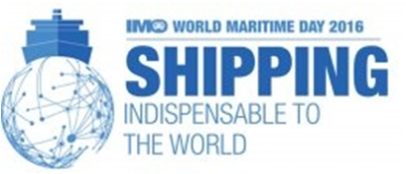 IMO WORLD MARITIME DAY 2016
SHIPPING
INDISPENSABLE TO
THE WORLD